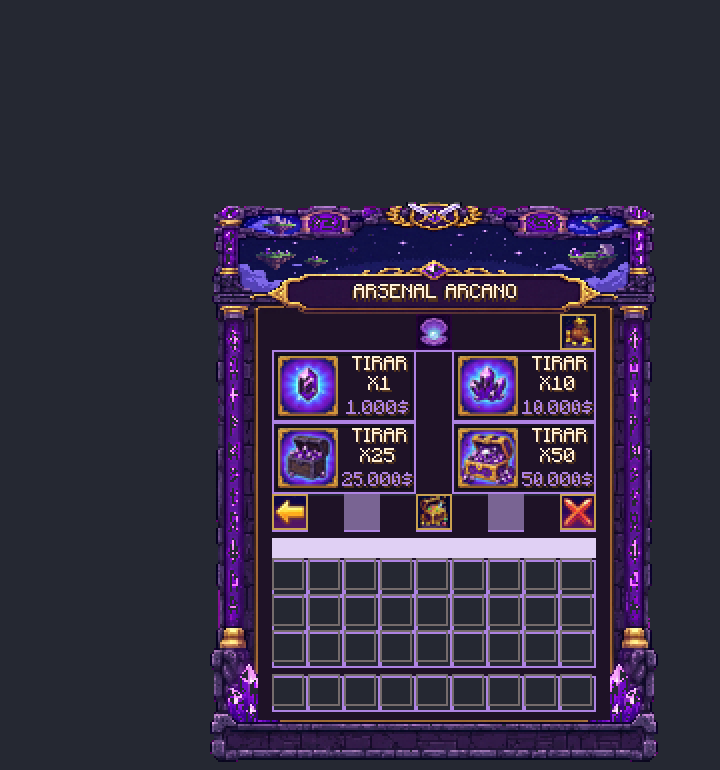 ARSENAL ARCANO
TIRAR
X1
1.000$
TIRAR
X10
10.000$
TIRAR
X25
25.000$
TIRAR
X50
50.000$